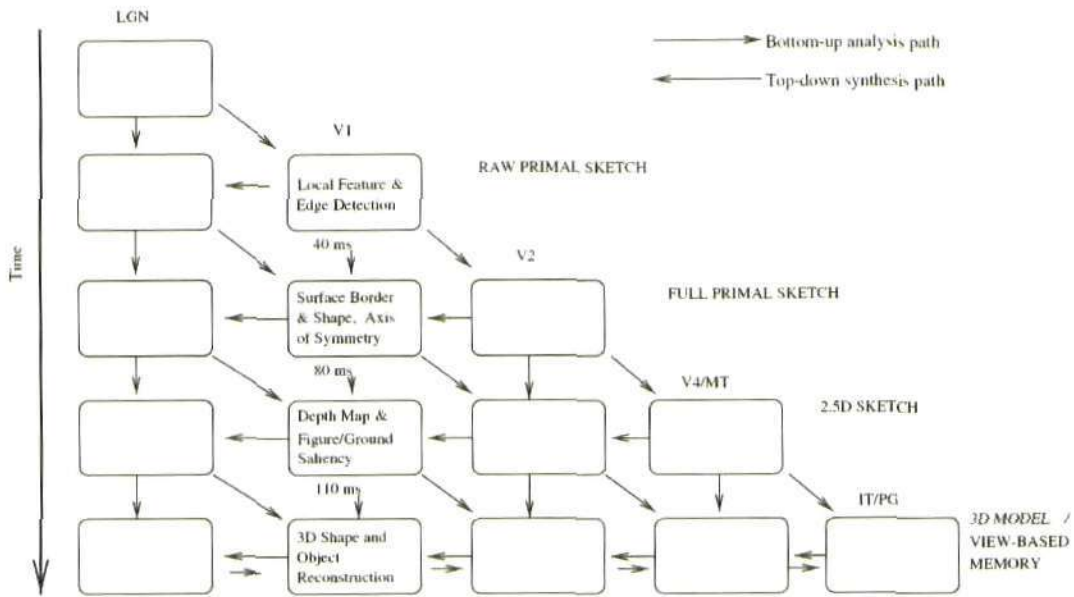 LGN
Bottom-up analysis path
Top-down synthesis path
V1
RAW PRIMAL SKETCH
Local Feature &
Edge Detection
Time
40 ms
V2
FULL PRIMAL SKETCH
Surface Border
& Shape, Axis
of Symmetry
80 ms
V4/MT
2.5D SKETCH
Depth Map &
Figure/Ground
Saliency
110 ms
IT/PG
3D MODEL /
VIEW-BASED
MEMORY
3D Shape and
Object
Reconstruction